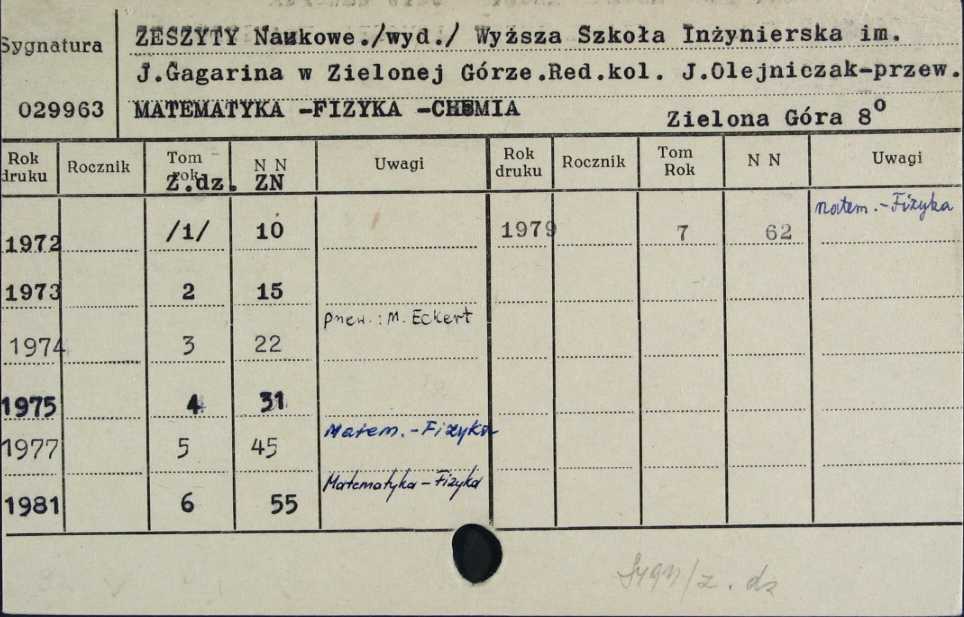 Sygnatura ZESZYTY Naukowe./wyd./ Wyższa Szkoła Inżynierska im.
J.Gagarina w Zielonej Górze.Red.kol. J.Olejniczak-przew.
029963 MATEMATYKA -FIZYKA -CHEMIA Zielona Góra 8°
Rok druku Rocznik Tom rok Z.dz. N N ZN Uwagi Rok druku Rocznik Tom Rok N N Uwagi
1972 /1/ 10 1979 7 62 Matem.-Fizyka
1973 2 15
1974 3 22 przew.: M. Eckert
1975 4 31
1977 5 45 Matem.-Fizyka
1981 6 55 Matematyka-Fizyka